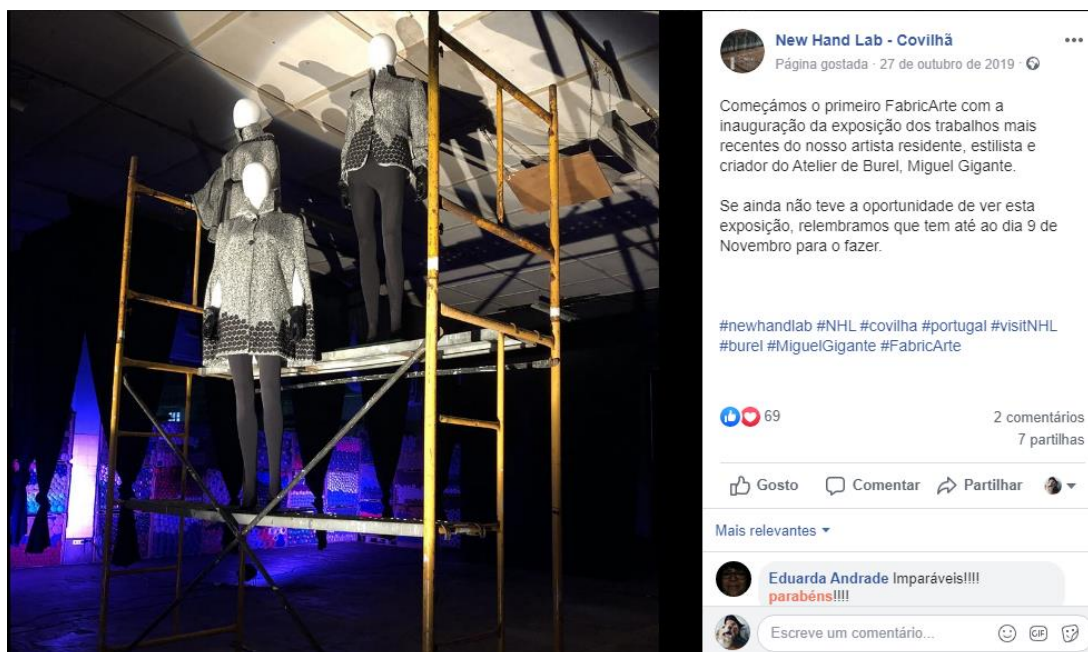 New Hand Lab - Covilhã
Página gostada · 27 de outubro de 2019 ·
Começámos o primeiro FabricArte com a
inauguração da exposição dos trabalhos mais
recentes do nosso artista residente, estilista e
criador do Atelier de Burel, Miguel Gigante.
Se ainda não teve a oportunidade de ver esta
exposição, relembramos que tem até ao dia 9 de
Novembro para o fazer.
#newhandlab #NHL #covilha #portugal #visitNHL
#burel #MiguelGigante #FabricArte
69
2 comentários
7 partilhas
Gosto Comentar Partilhar
Mais relevantes
Eduarda Andrade Imparáveis!!!!
parabéns!!!!
Escreve um comentário...
GIF